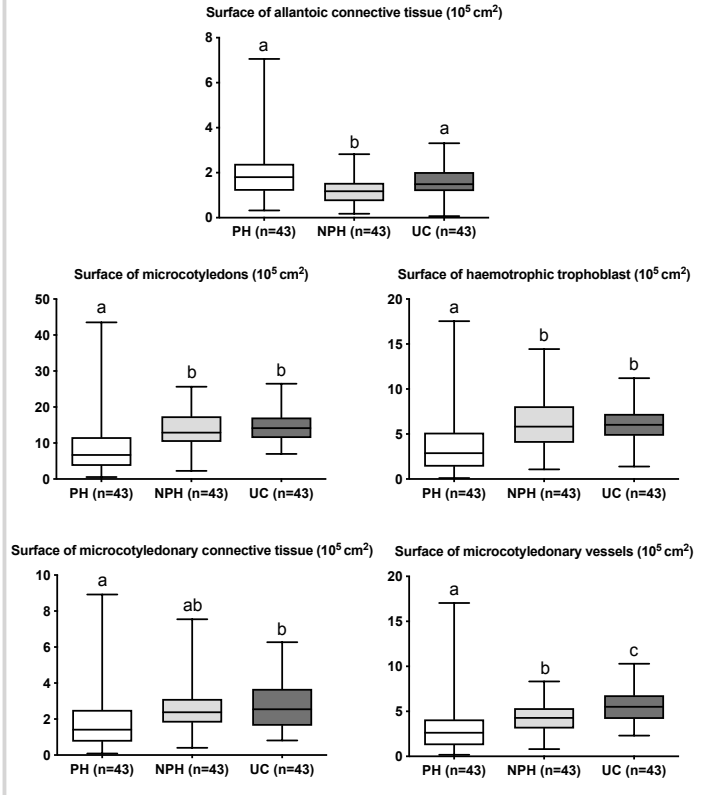 Surface of allantoic connective tissue (10⁵ cm²)
8
6
4
2
0
a
b
a
PH (n=43) NPH (n=43) UC (n=43)
Surface of microcotyledons (10⁵ cm²)
50
40
30
20
10
0
a
b
b
PH (n=43) NPH (n=43) UC (n=43)
Surface of haemotrophic trophoblast (10⁵ cm²)
20
15
10
5
0
a
b
b
PH (n=43) NPH (n=43) UC (n=43)
Surface of microcotyledonary connective tissue (10⁵ cm²)
10
8
6
4
2
0
a
ab
b
PH (n=43) NPH (n=43) UC (n=43)
Surface of microcotyledonary vessels (10⁵ cm²)
20
15
10
5
0
a
b
c
PH (n=43) NPH (n=43) UC (n=43)